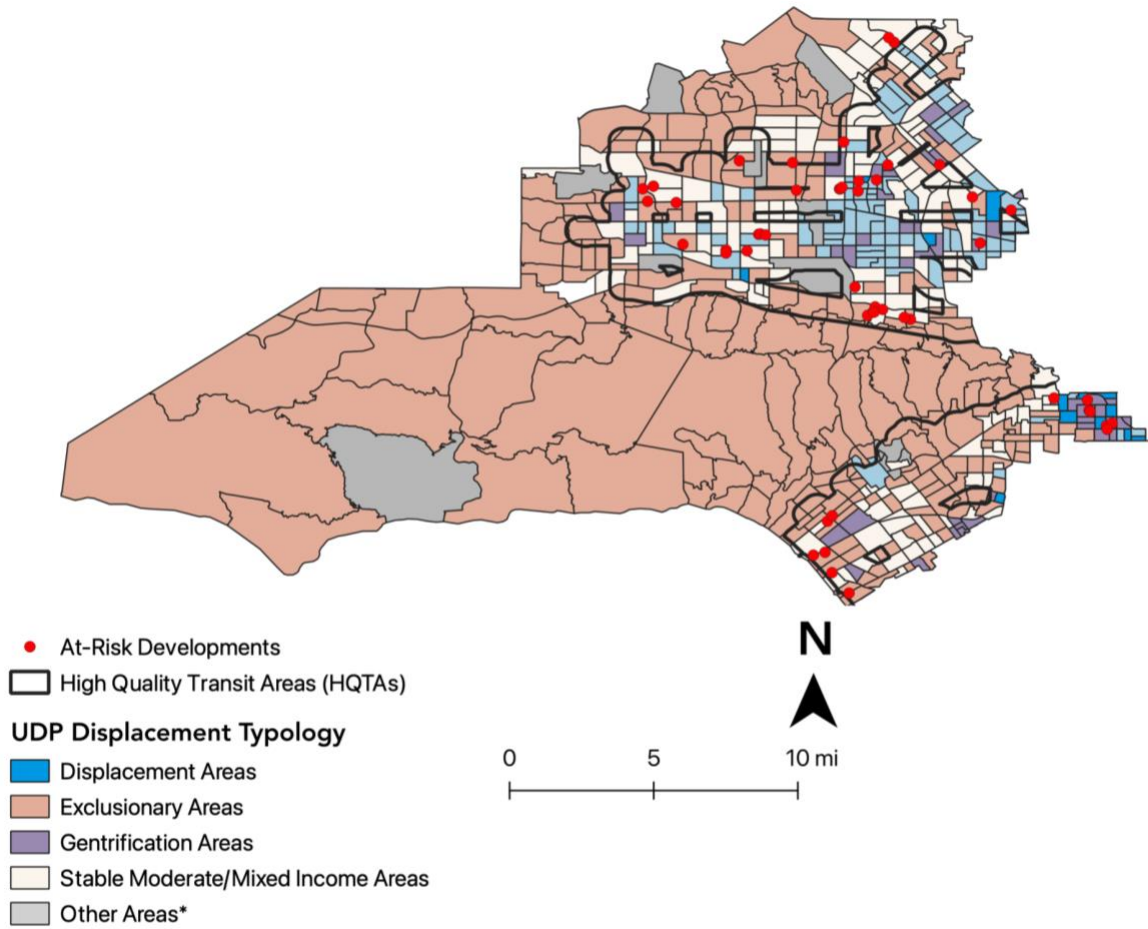 N
At-Risk Developments
High Quality Transit Areas (HQTAs)
UDP Displacement Typology
Displacement Areas
Exclusionary Areas
Gentrification Areas
Stable Moderate/Mixed Income Areas
Other Areas*
0 5 10 mi